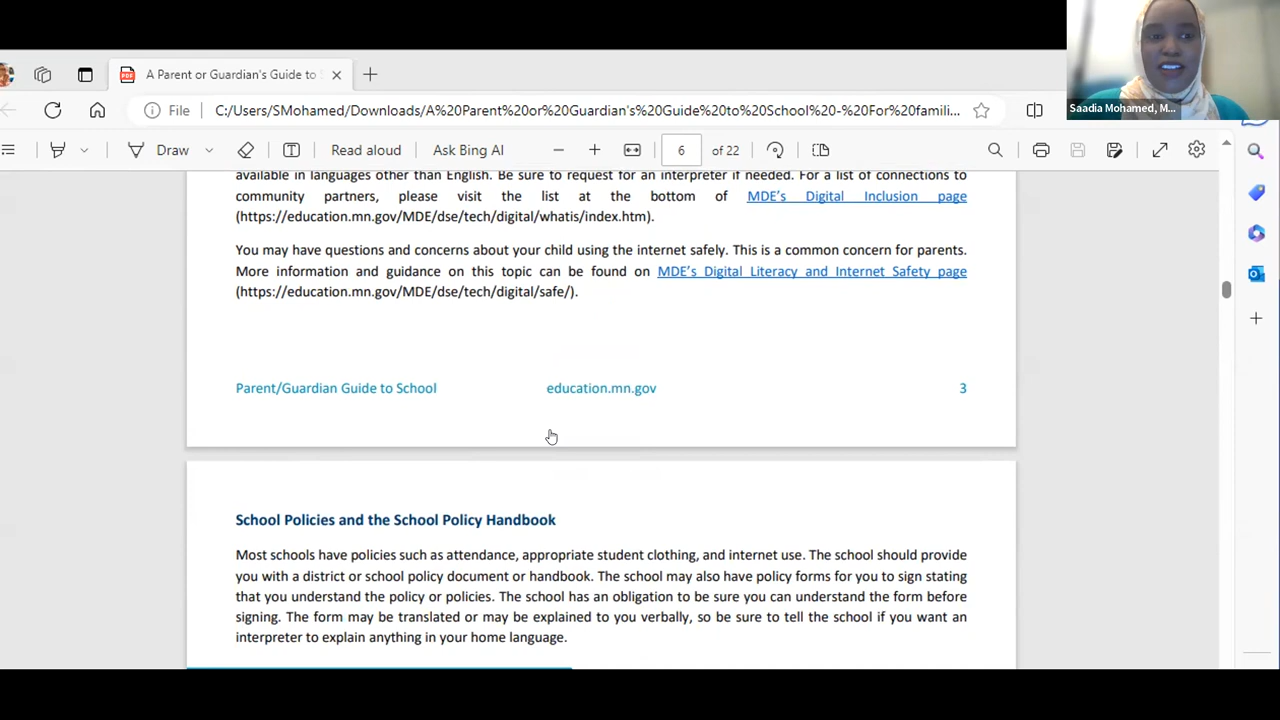 A Parent or Guardian's Guide to
File
C:/Users/SMohamed/Downloads/A%20Parent%20or%20Guardian's%20Guide%20to%20School%20-%20For%20famili...
Saadia Mohamed, M...
Draw
Read aloud
Ask Bing AI
6
of 22
available in languages other than English. Be sure to request for an interpreter if needed. For a list of connections to
community partners, please visit the list at the bottom of MDE's Digital Inclusion page
(https://education.mn.gov/MDE/dse/tech/digital/whatis/index.htm).
You may have questions and concerns about your child using the internet safely. This is a common concern for parents.
More information and guidance on this topic can be found on MDE's Digital Literacy and Internet Safety page
(https://education.mn.gov/MDE/dse/tech/digital/safe/).
Parent/Guardian Guide to School
education.mn.gov
3
School Policies and the School Policy Handbook
Most schools have policies such as attendance, appropriate student clothing, and internet use. The school should provide
you with a district or school policy document or handbook. The school may also have policy forms for you to sign stating
that you understand the policy or policies. The school has an obligation to be sure you can understand the form before
signing. The form may be translated or may be explained to you verbally, so be sure to tell the school if you want an
interpreter to explain anything in your home language.